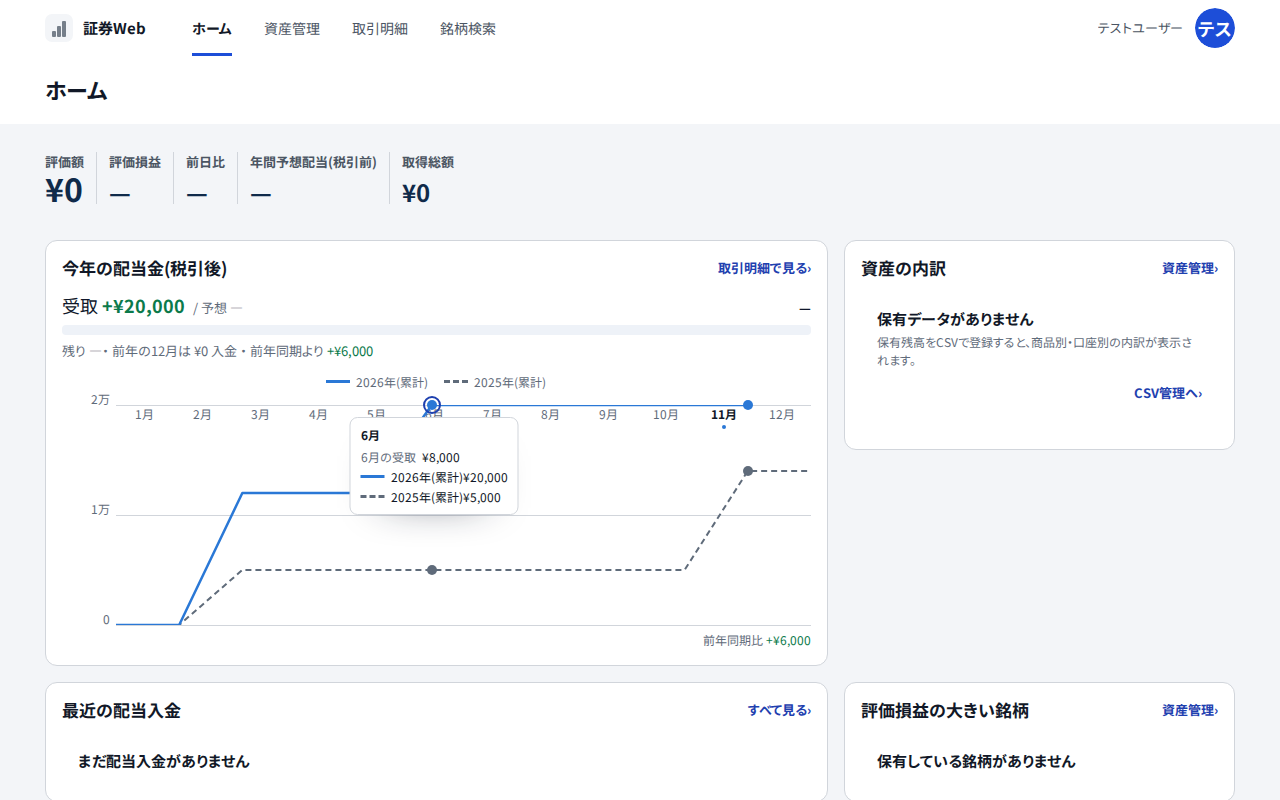 証券Web
ホーム
資産管理
取引明細
銘柄検索
テストユーザー
テス
ホーム
評価額
¥0
評価損益
—
前日比
—
年間予想配当(税引前)
—
取得総額
¥0
今年の配当金(税引後)
取引明細で見る›
受取 +¥20,000 / 予想 —
—
残り —・前年の12月は ¥0 入金・前年同期より +¥6,000
2026年(累計)
2025年(累計)
2万
1月 2月 3月 4月 5月 6月 7月 8月 9月 10月 11月 12月
6月
6月の受取 ¥8,000
2026年(累計)¥20,000
2025年(累計)¥5,000
1万
0
前年同期比 +¥6,000
資産の内訳
資産管理›
保有データがありません
保有残高をCSVで登録すると、商品別・口座別の内訳が表示さ
れます。
CSV管理へ›
最近の配当入金
すべて見る›
まだ配当入金がありません
評価損益の大きい銘柄
資産管理›
保有している銘柄がありません